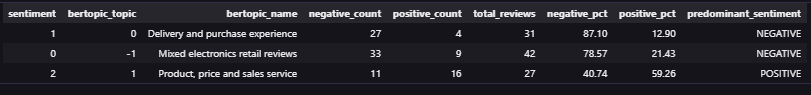 sentiment bertopic_topic bertopic_name negative_count positive_count total_reviews negative_pct positive_pct predominant_sentiment
1 0 Delivery and purchase experience 27 4 31 87.10 12.90 NEGATIVE
0 -1 Mixed electronics retail reviews 33 9 42 78.57 21.43 NEGATIVE
2 1 Product, price and sales service 11 16 27 40.74 59.26 POSITIVE